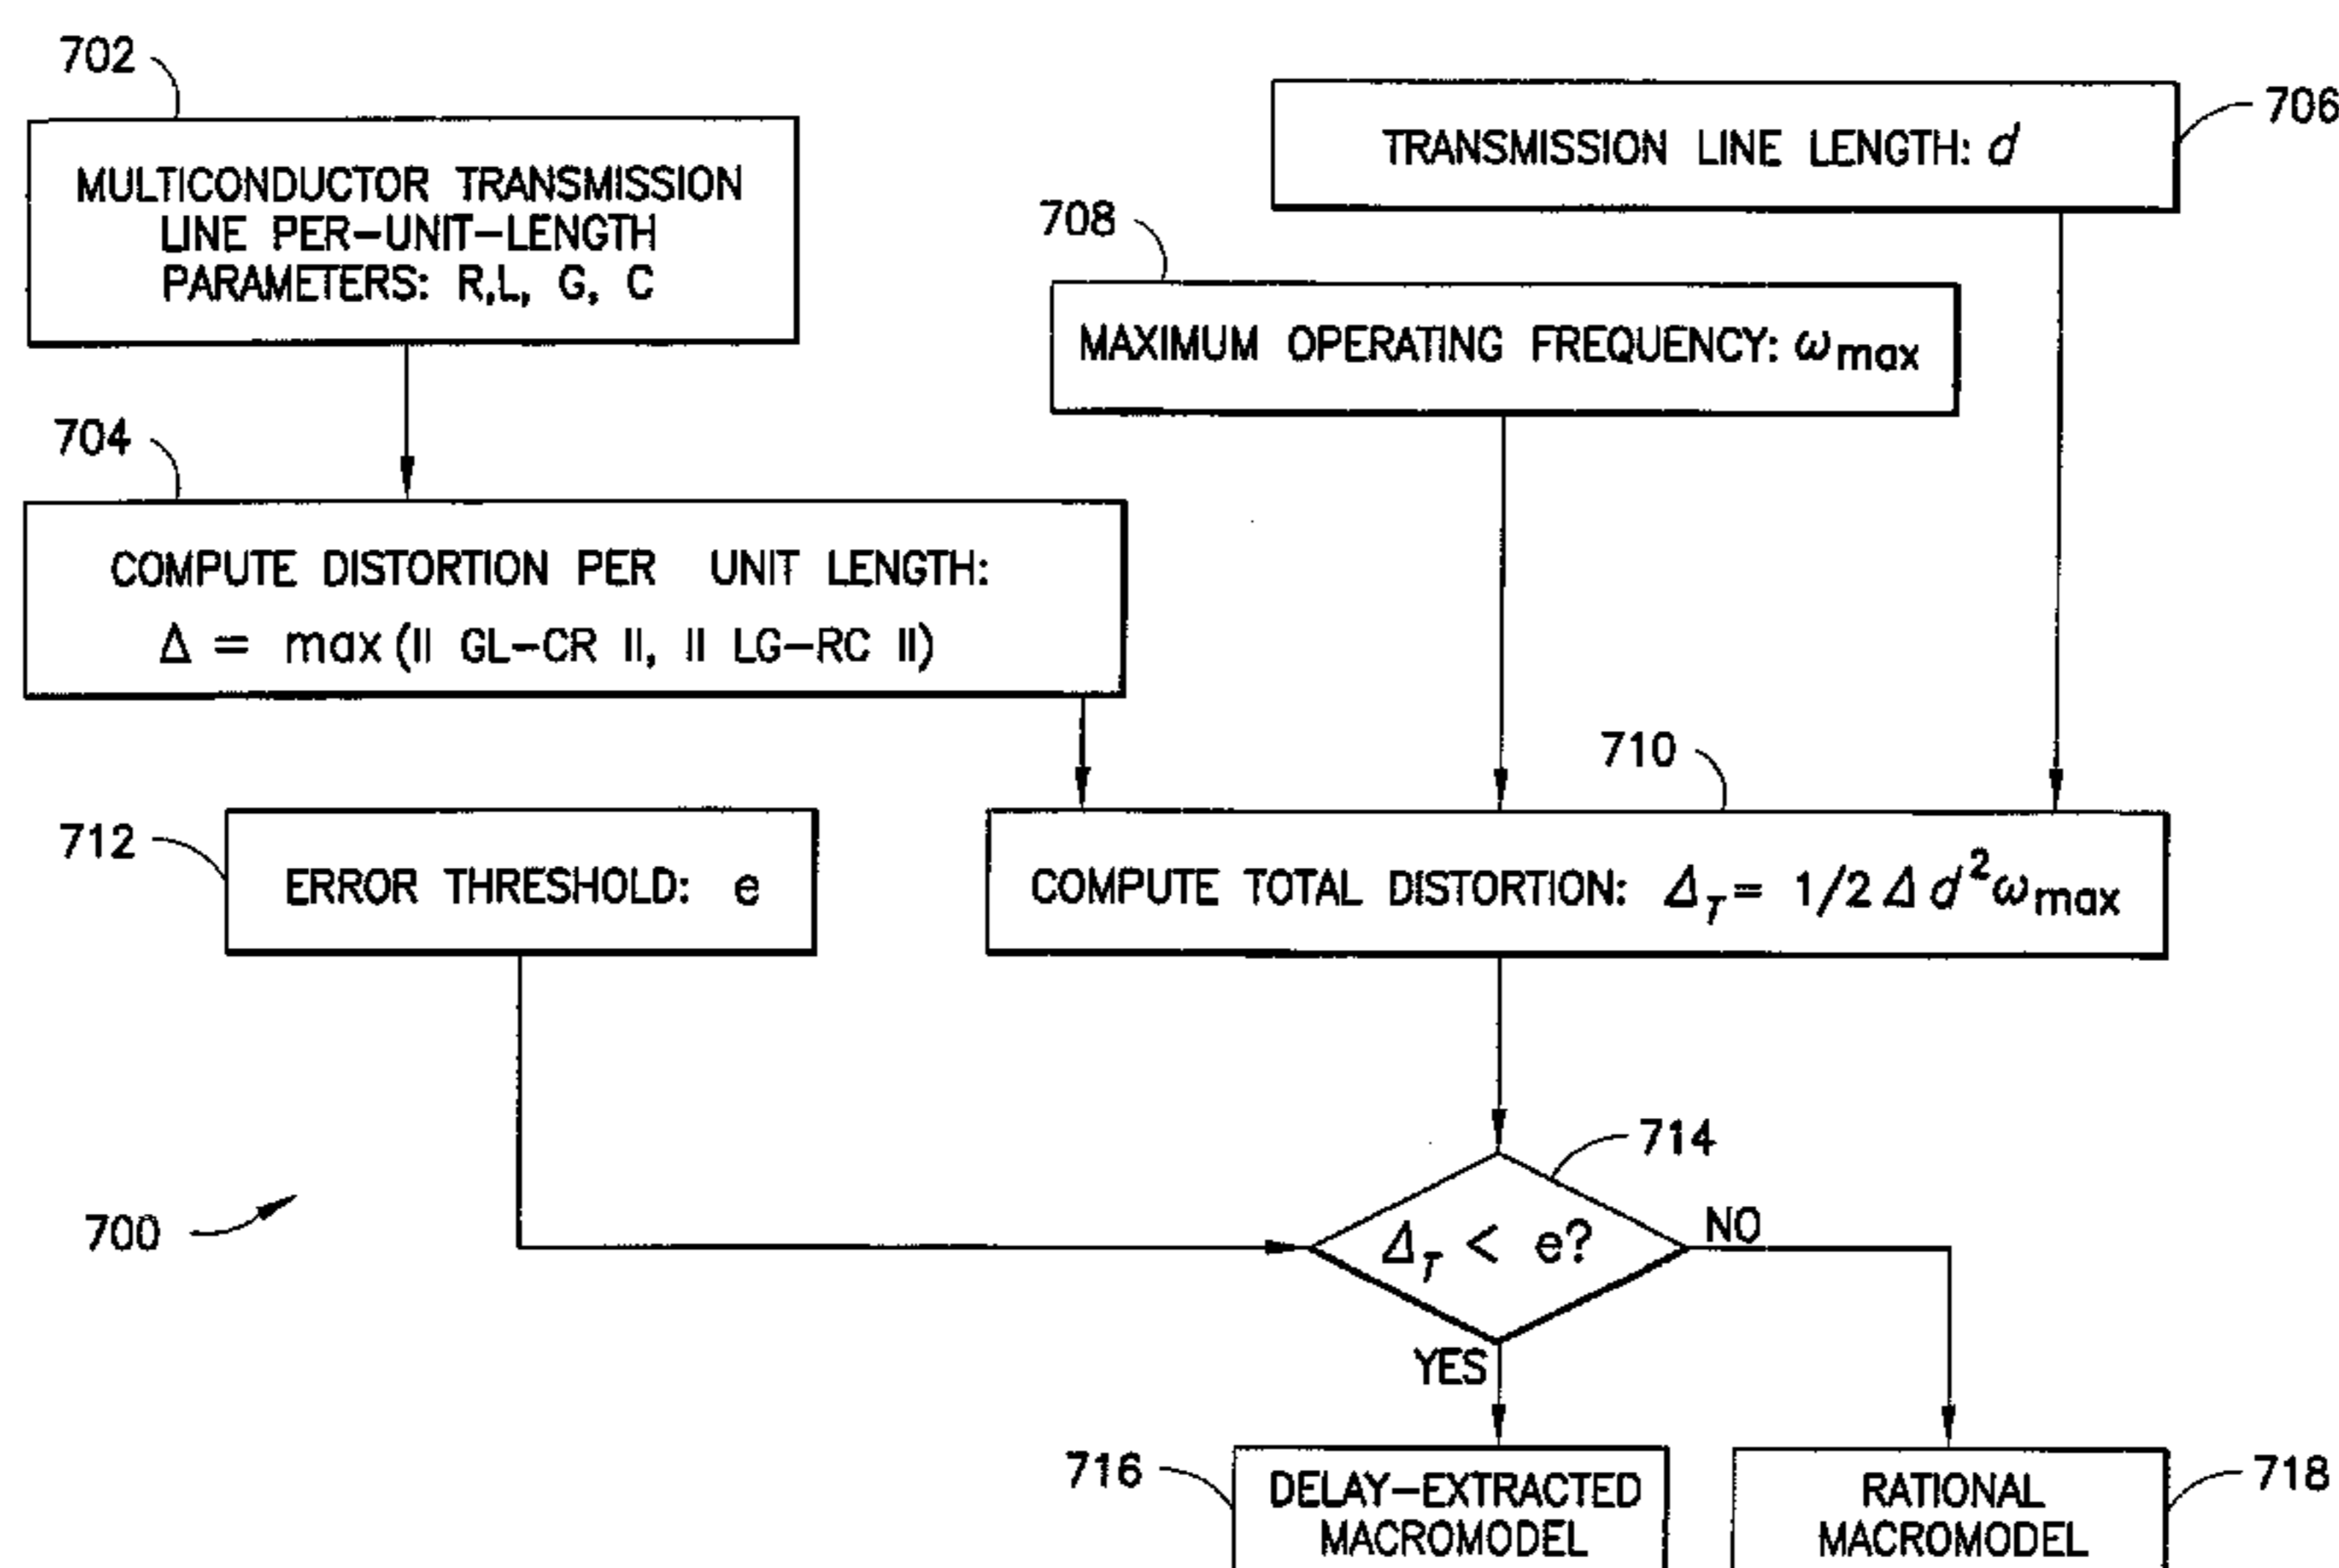 702
MULTICONDUCTOR TRANSMISSION
LINE PER-UNIT-LENGTH
PARAMETERS: R,L, G, C
TRANSMISSION LINE LENGTH: d
706
708
MAXIMUM OPERATING FREQUENCY: ωmax
704
COMPUTE DISTORTION PER UNIT LENGTH:
Δ = max(|| GL-CR ||, || LG-RC ||)
710
712
ERROR THRESHOLD: e
COMPUTE TOTAL DISTORTION: ΔT = 1/2 Δ d²ωmax
714
700
ΔT < e?
NO
YES
716
DELAY-EXTRACTED
MACROMODEL
RATIONAL
MACROMODEL
718